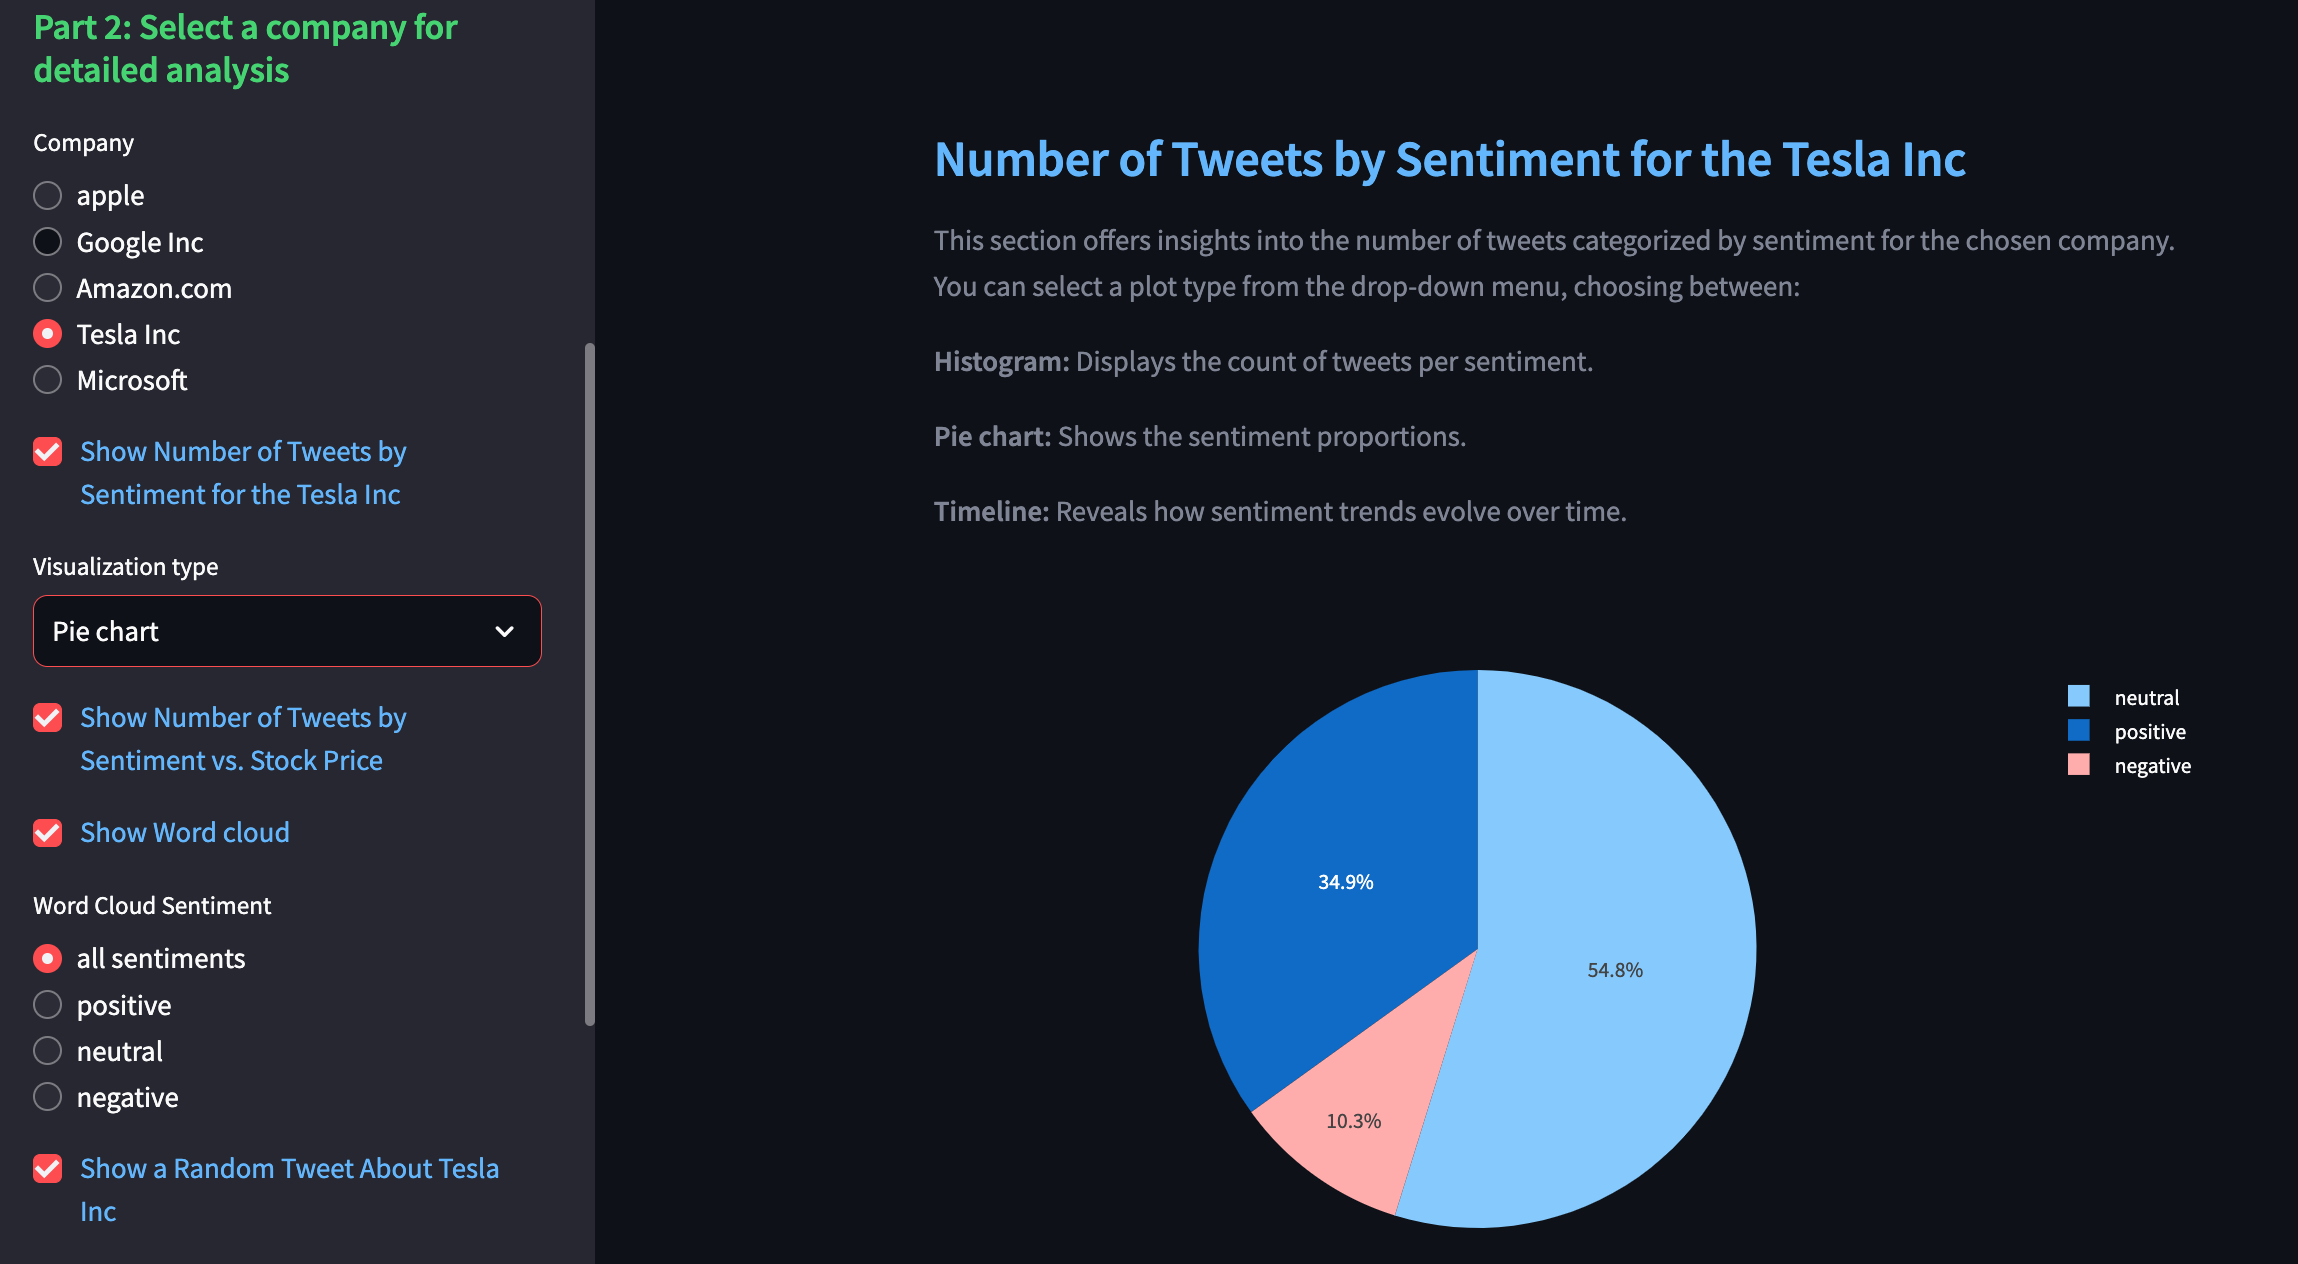 Part 2: Select a company for
detailed analysis
Company
apple
Google Inc
Amazon.com
Tesla Inc
Microsoft
Show Number of Tweets by
Sentiment for the Tesla Inc
Visualization type
Pie chart
Show Number of Tweets by
Sentiment vs. Stock Price
Show Word cloud
Word Cloud Sentiment
all sentiments
positive
neutral
negative
Show a Random Tweet About Tesla
Inc
Number of Tweets by Sentiment for the Tesla Inc
This section offers insights into the number of tweets categorized by sentiment for the chosen company.
You can select a plot type from the drop-down menu, choosing between:
Histogram: Displays the count of tweets per sentiment.
Pie chart: Shows the sentiment proportions.
Timeline: Reveals how sentiment trends evolve over time.
neutral
positive
negative
34.9%
54.8%
10.3%